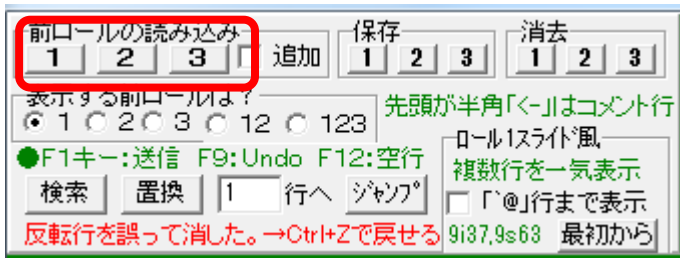 前ロールの読み込み 保存 消去
1 2 3 追加 1 2 3 1 2 3
表示する前ロールは？ 先頭が半角「<-」はコメント行
1 2 3 12 123 ロール1スライド風
●F1キー:送信 F9:Undo F12:空行 複数行を一気表示
検索 置換 1 行へ ジャンプ 「`@」行まで表示
反転行を誤って消した。→Ctrl+Zで戻せる 9i37,9s63 最初から